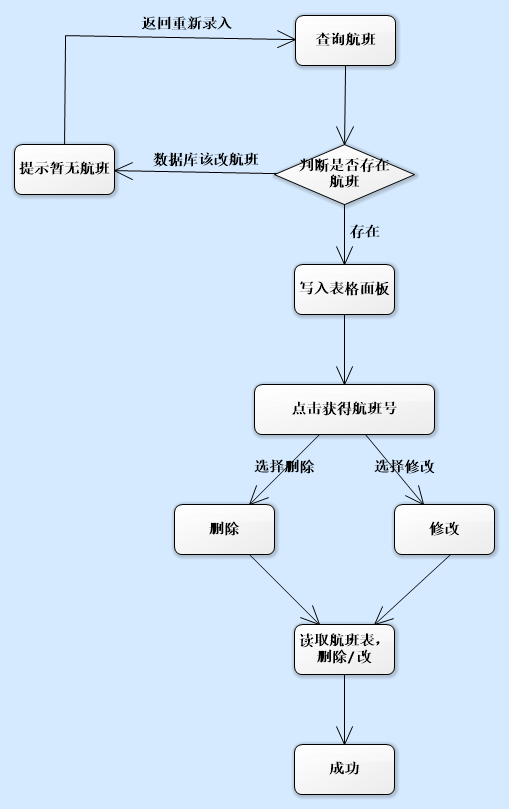 返回重新录入
查询航班
数据库该改航班
提示暂无航班
判断是否存在
航班
存在
写入表格面板
点击获得航班号
选择删除
选择修改
删除
修改
读取航班表，
删除/改
成功